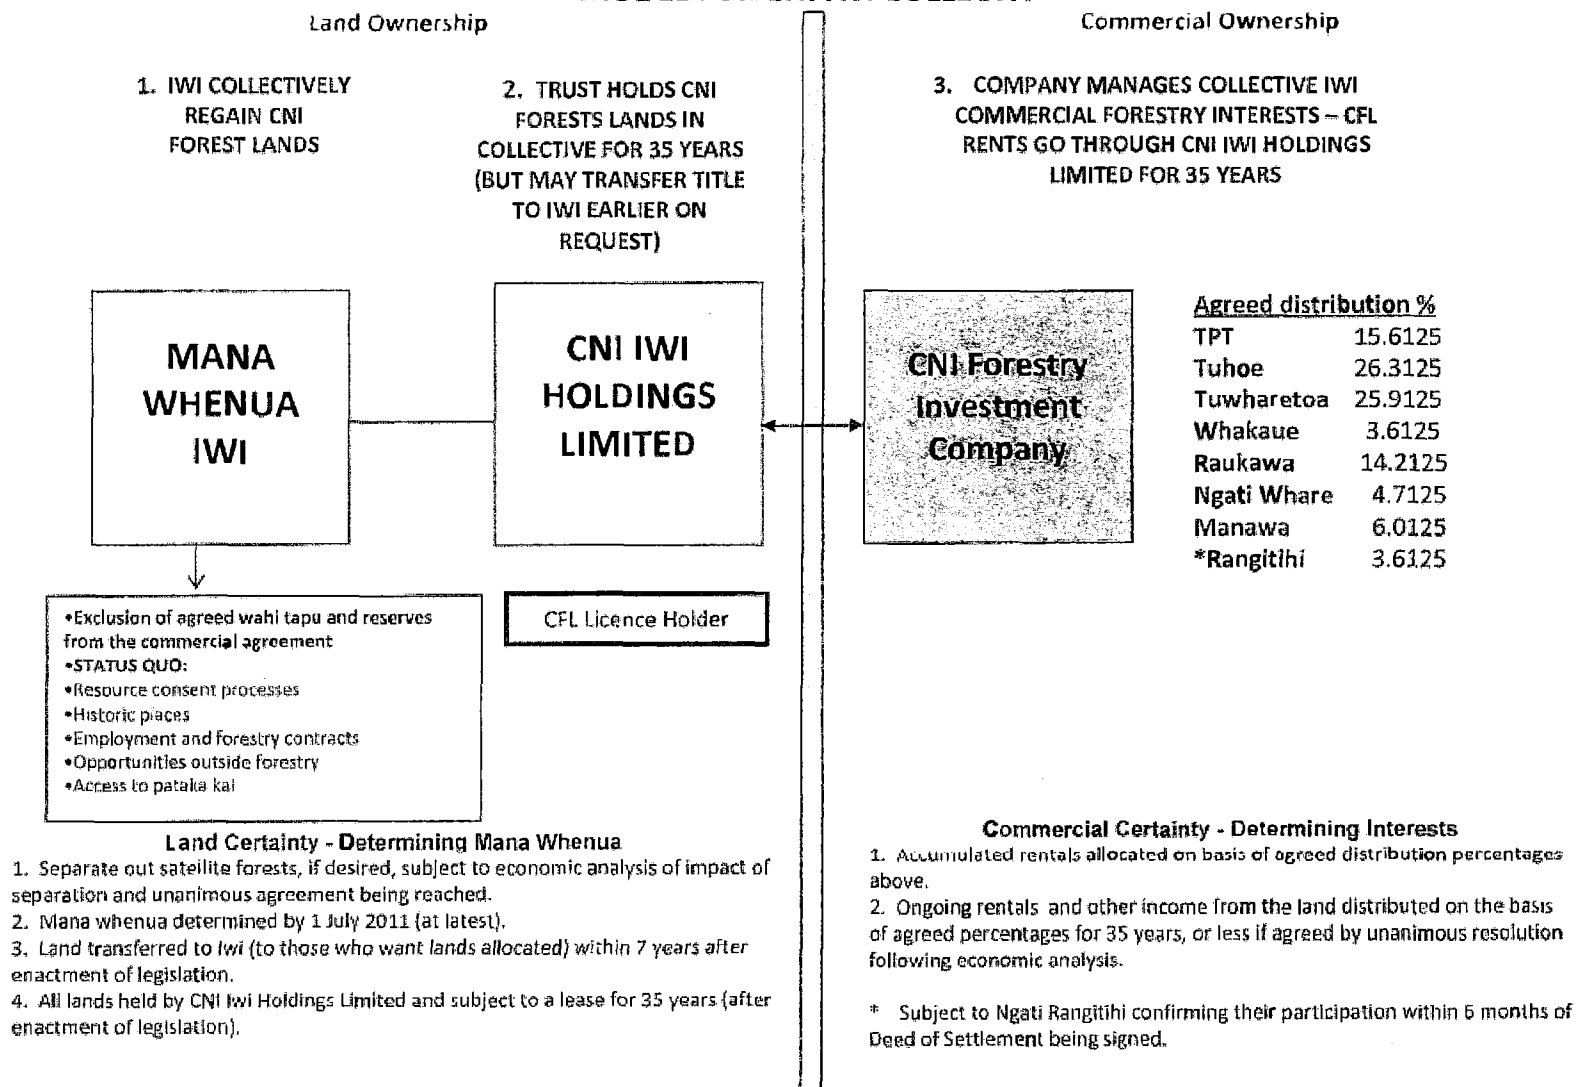 Land Ownership
Commercial Ownership
1. IWI COLLECTIVELY
REGAIN CNI
FOREST LANDS
2. TRUST HOLDS CNI
FORESTS LANDS IN
COLLECTIVE FOR 35 YEARS
(BUT MAY TRANSFER TITLE
TO IWI EARLIER ON
REQUEST)
3. COMPANY MANAGES COLLECTIVE IWI
COMMERCIAL FORESTRY INTERESTS – CFL
RENTS GO THROUGH CNI IWI HOLDINGS
LIMITED FOR 35 YEARS
MANA
WHENUA
IWI
CNI IWI
HOLDINGS
LIMITED
CNI Forestry
Investment
Company
Agreed distribution %
TPT 15.6125
Tuhoe 26.3125
Tuwharetoa 25.9125
Whakaue 3.6125
Raukawa 14.2125
Ngati Whare 4.7125
Manawa 6.0125
*Rangitihi 3.6125
•Exclusion of agreed wahi tapu and reserves
from the commercial agreement
•STATUS QUO:
•Resource consent processes
•Historic places
•Employment and forestry contracts
•Opportunities outside forestry
•Access to pataka kai
CFL Licence Holder
Land Certainty - Determining Mana Whenua
1. Separate out satellite forests, if desired, subject to economic analysis of impact of
separation and unanimous agreement being reached.
2. Mana whenua determined by 1 July 2011 (at latest).
3. Land transferred to Iwi (to those who want lands allocated) within 7 years after
enactment of legislation.
4. All lands held by CNI Iwi Holdings Limited and subject to a lease for 35 years (after
enactment of legislation).
Commercial Certainty - Determining Interests
1. Accumulated rentals allocated on basis of agreed distribution percentages
above.
2. Ongoing rentals and other income from the land distributed on the basis
of agreed percentages for 35 years, or less if agreed by unanimous resolution
following economic analysis.
* Subject to Ngati Rangitihi confirming their participation within 6 months of
Deed of Settlement being signed.